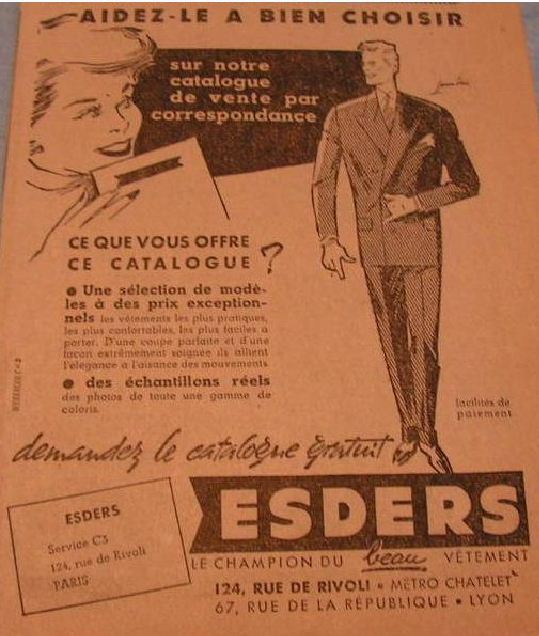 AIDEZ-LE A BIEN CHOISIR
sur notre
catalogue
de vente par
correspondance
CE QUE VOUS OFFRE
CE CATALOGUE ?
● Une sélection de modè-
les à des prix exception-
nels les vêtements les plus pratiques,
les plus confortables, les plus faciles a
porter. D'une coupe parfaite et d'une
façon extrêmement soignée ils allient
l'élégance a l'aisance des mouvements
● des échantillons réels
des photos de toute une gamme de
coloris.
facilités de
paiement
demandez le catalogue gratuit
ESDERS
Service C3
124, rue de Rivoli
PARIS
ESDERS
LE CHAMPION DU beau VÊTEMENT
124, RUE DE RIVOLI • METRO CHATELET
67, RUE DE LA RÉPUBLIQUE • LYON